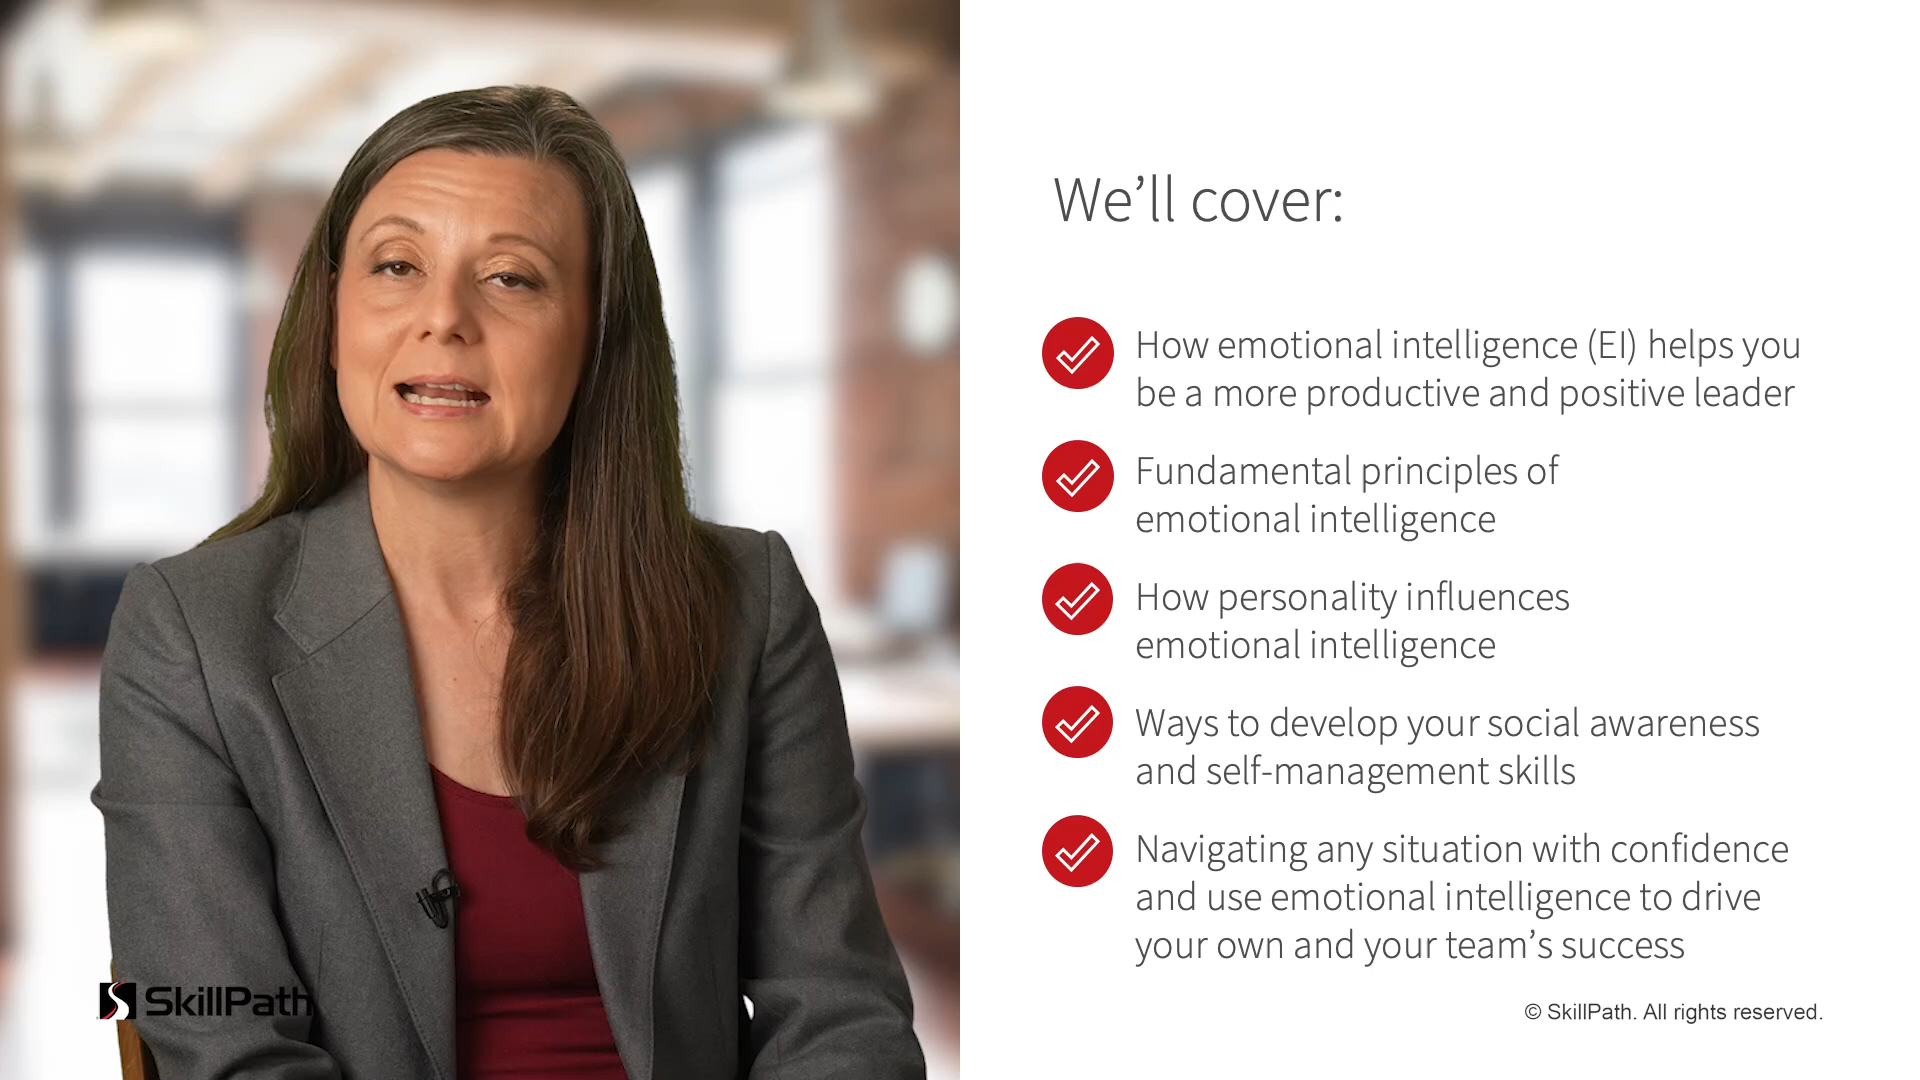 We’ll cover:
How emotional intelligence (EI) helps you
be a more productive and positive leader
Fundamental principles of
emotional intelligence
How personality influences
emotional intelligence
Ways to develop your social awareness
and self-management skills
Navigating any situation with confidence
and use emotional intelligence to drive
your own and your team’s success
SkillPath
© SkillPath. All rights reserved.